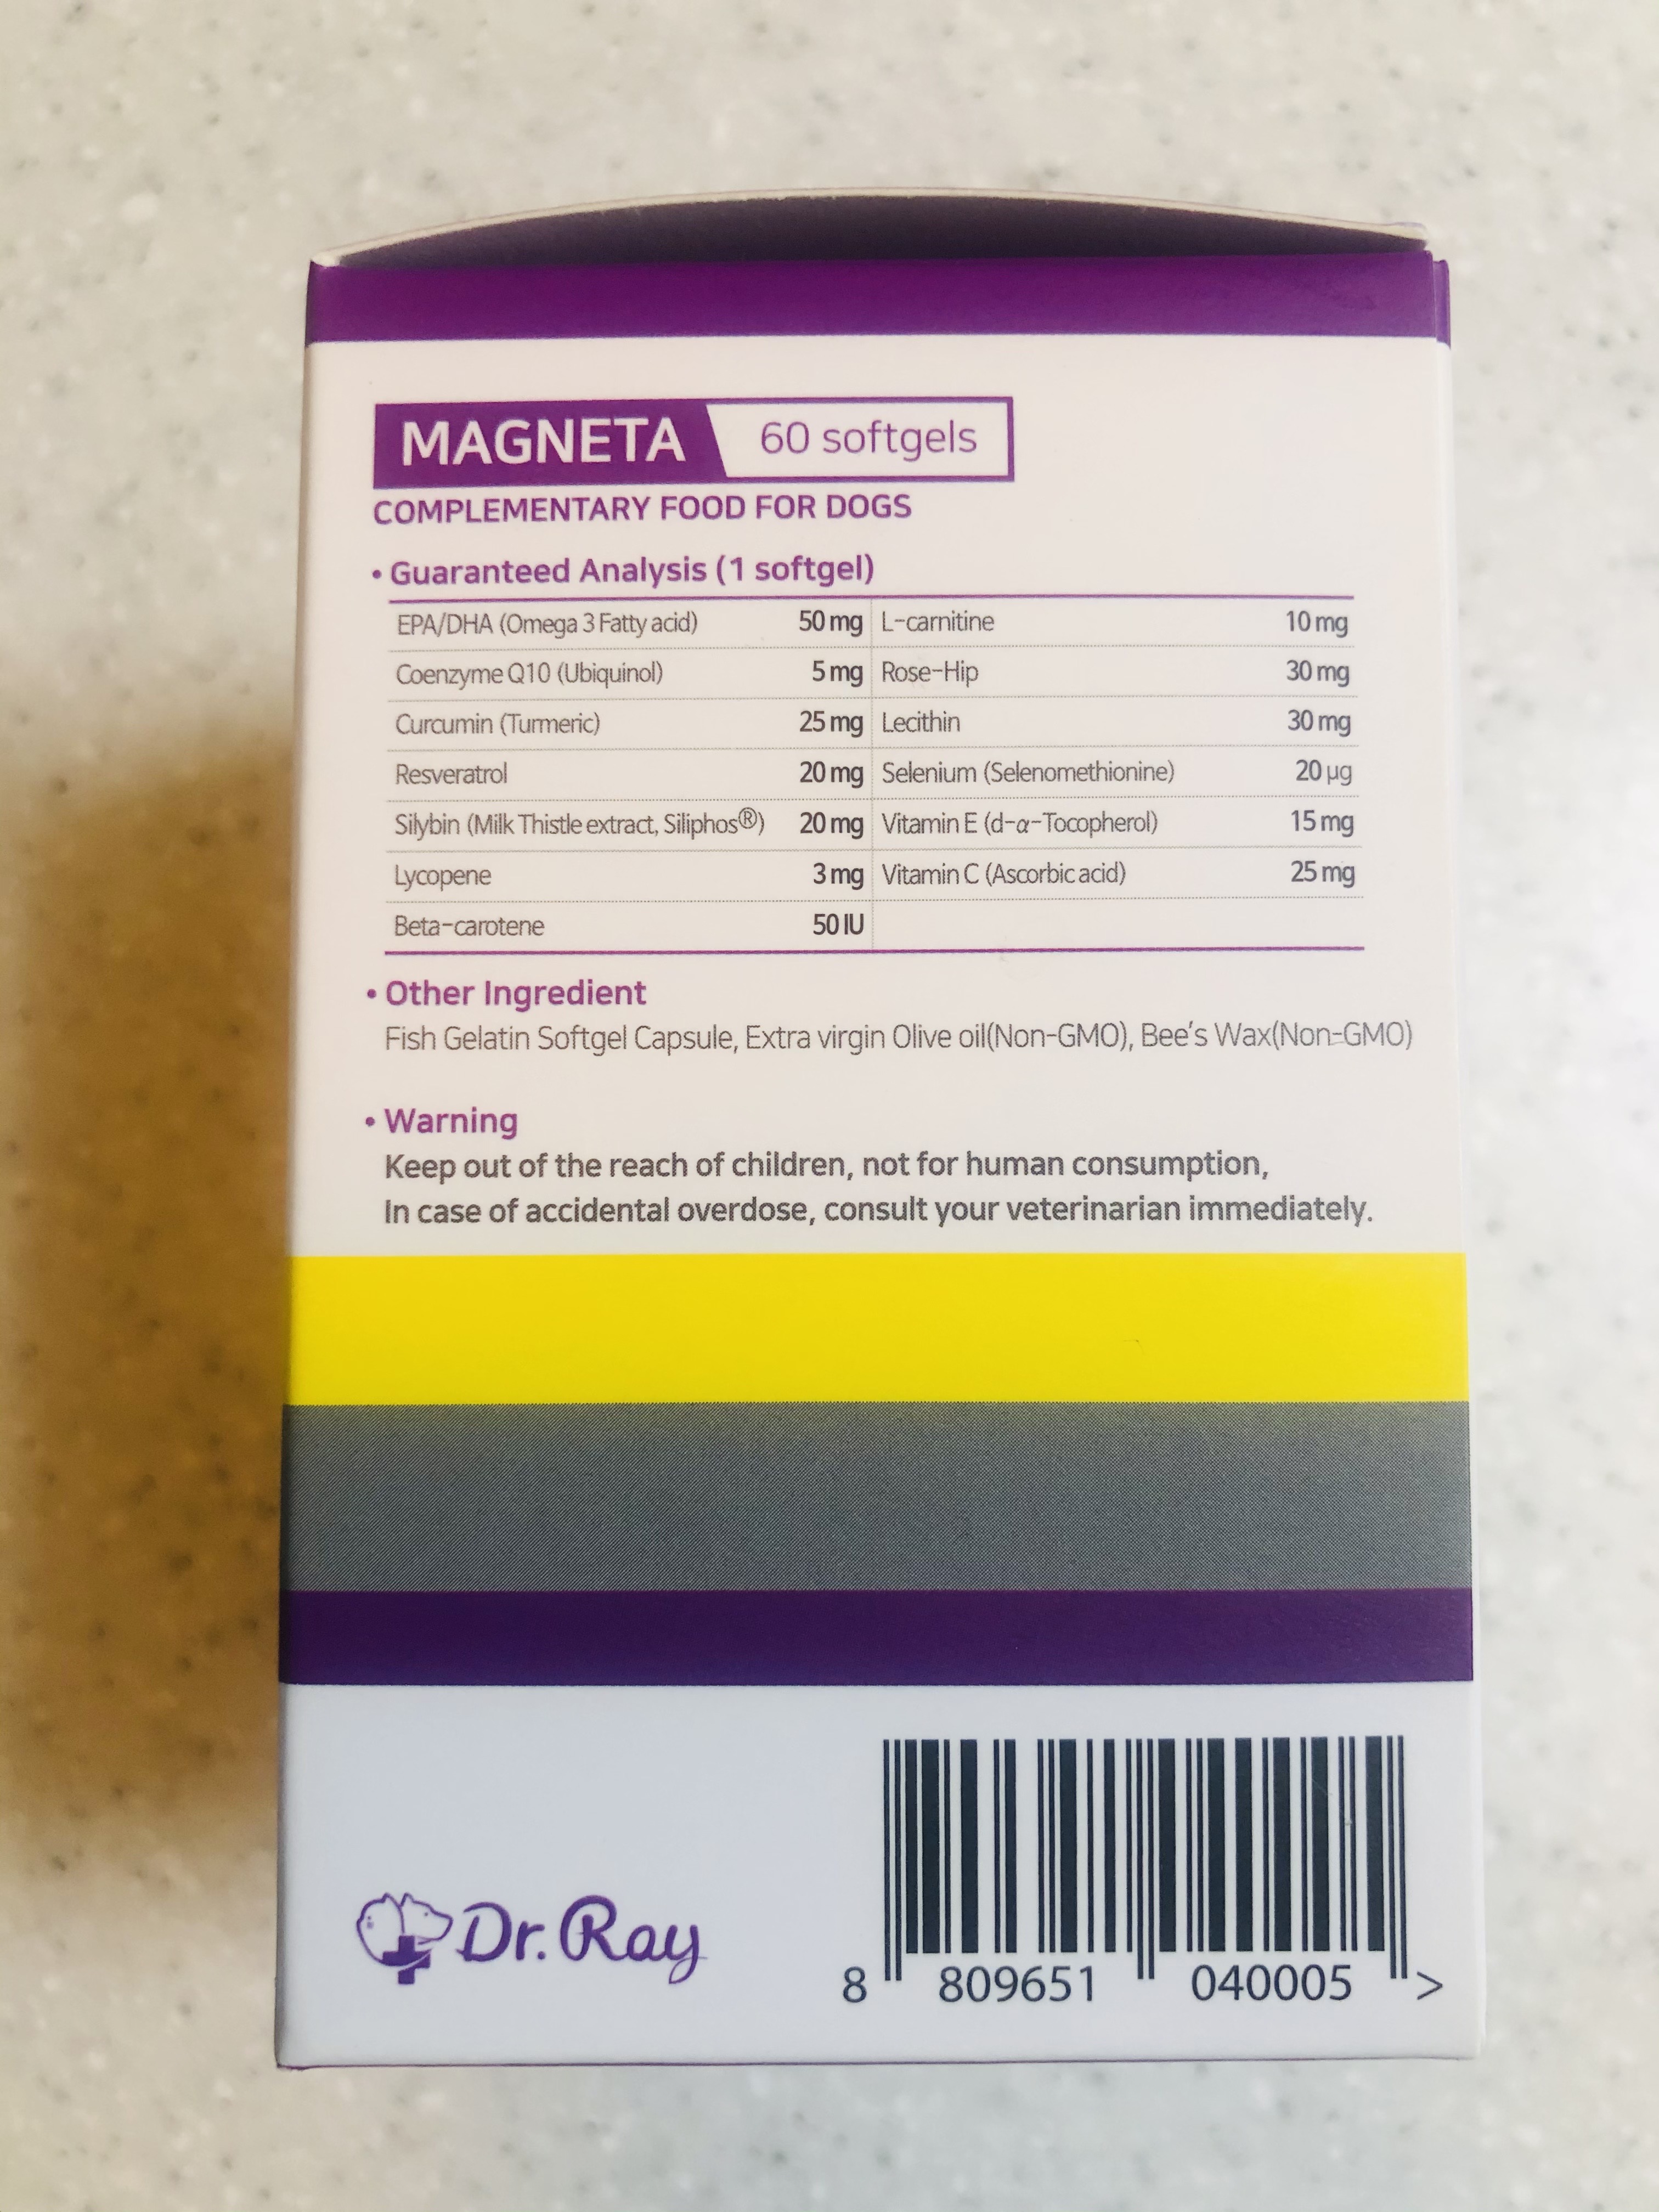 MAGNETA 60 softgels
COMPLEMENTARY FOOD FOR DOGS
• Guaranteed Analysis (1 softgel)
EPA/DHA (Omega 3 Fatty acid) 50 mg L-carnitine 10 mg
Coenzyme Q10 (Ubiquinol) 5 mg Rose-Hip 30 mg
Curcumin (Turmeric) 25 mg Lecithin 30 mg
Resveratrol 20 mg Selenium (Selenomethionine) 20 µg
Silybin (Milk Thistle extract, Siliphos®) 20 mg Vitamin E (d-α-Tocopherol) 15 mg
Lycopene 3 mg Vitamin C (Ascorbic acid) 25 mg
Beta-carotene 50 IU
• Other Ingredient
Fish Gelatin Softgel Capsule, Extra virgin Olive oil(Non-GMO), Bee's Wax(Non-GMO)
• Warning
Keep out of the reach of children, not for human consumption,
In case of accidental overdose, consult your veterinarian immediately.
Dr. Ray
8 809651 040005 >